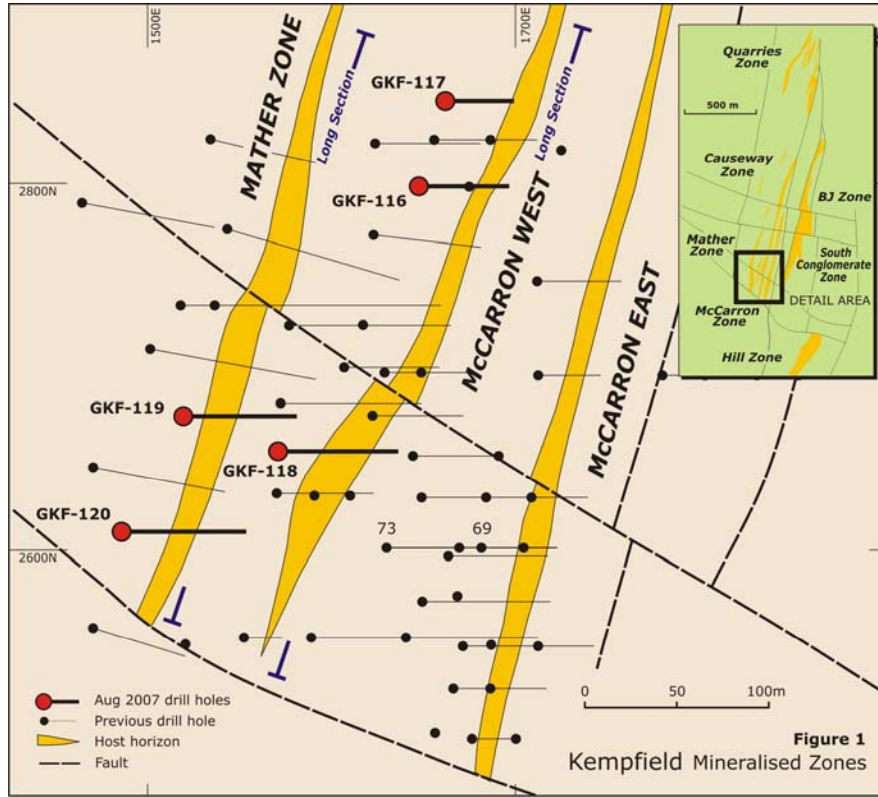 1500E
1700E
MATHER ZONE
Long Section
GKF-117
Long Section
GKF-116
2800N
McCARRON WEST
McCARRON EAST
GKF-119
GKF-118
GKF-120
73
69
2600N
Quarries
Zone
500 m
Causeway
Zone
BJ Zone
Mather
Zone
South
Conglomerate
Zone
DETAIL AREA
McCarron
Zone
Hill Zone
Aug 2007 drill holes
Previous drill hole
Host horizon
Fault
0
50
100m
Figure 1
Kempfield Mineralised Zones